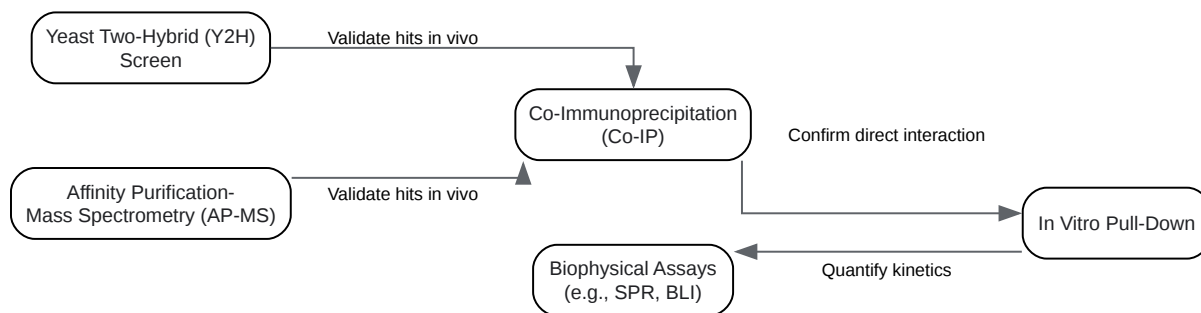 Yeast Two-Hybrid (Y2H)
Screen
Validate hits in vivo
Co-Immunoprecipitation
(Co-IP)
Confirm direct interaction
Affinity Purification-
Mass Spectrometry (AP-MS)
Validate hits in vivo
In Vitro Pull-Down
Biophysical Assays
(e.g., SPR, BLI)
Quantify kinetics